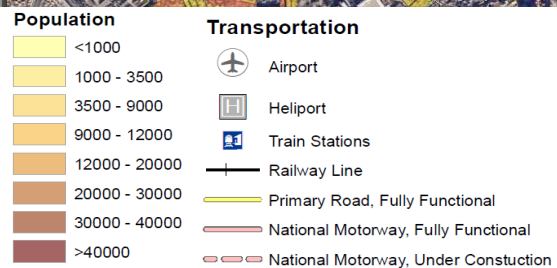 Population
<1000
1000 - 3500
3500 - 9000
9000 - 12000
12000 - 20000
20000 - 30000
30000 - 40000
>40000
Transportation
Airport
H
Heliport
Train Stations
Railway Line
Primary Road, Fully Functional
National Motorway, Fully Functional
National Motorway, Under Constuction